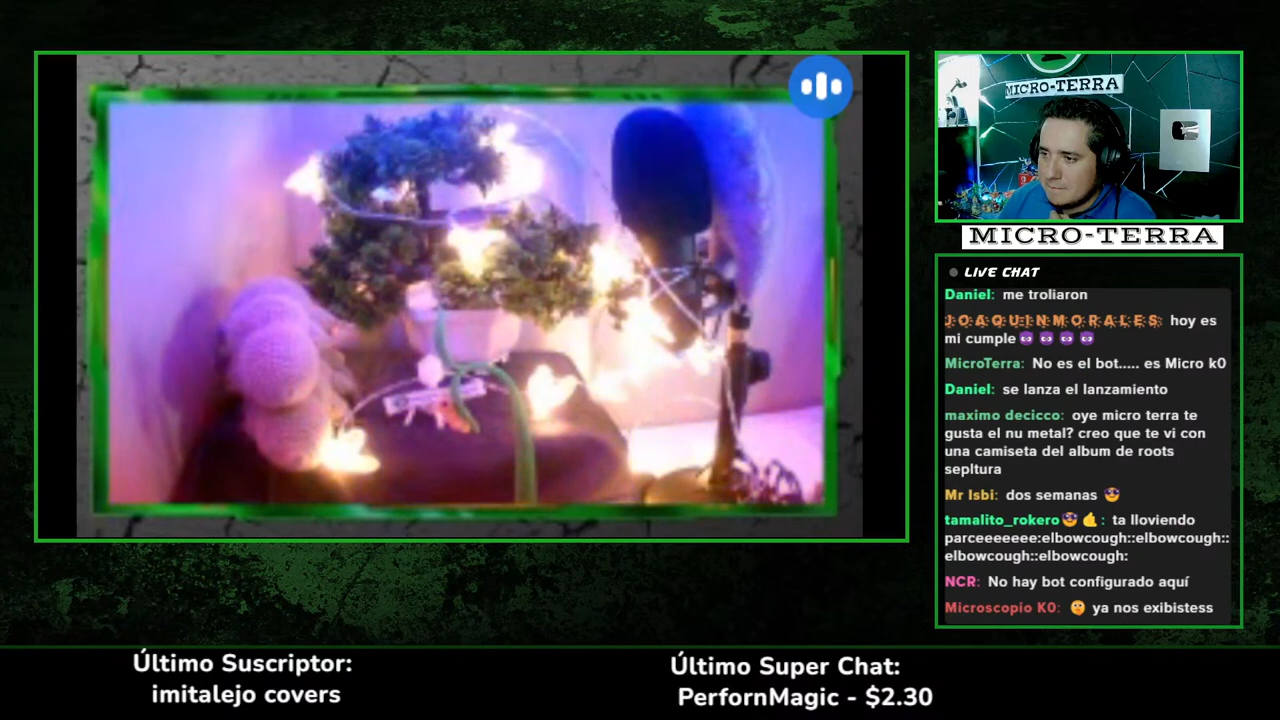 MICRO-TERRA
MICRO-TERRA
LIVE CHAT
Daniel: me troliaron
JOAQUINMORALES hoy es
mi cumple
MicroTerra: No es el bot..... es Micro k0
Daniel: se lanza el lanzamiento
maximo decicco: oye micro terra te
gusta el nu metal? creo que te vi con
una camiseta del album de roots
sepltura
Mr Isbi: dos semanas 😎
tamalito_rokero😎🤙: ta lloviendo
parceeeeeee:elbowcough::elbowcough::
elbowcough::elbowcough:
NCR: No hay bot configurado aquí
Microscopio K0: 🤫 ya nos exibistess
Último Suscriptor:
imitalejo covers
Último Super Chat:
PerfornMagic - $2.30